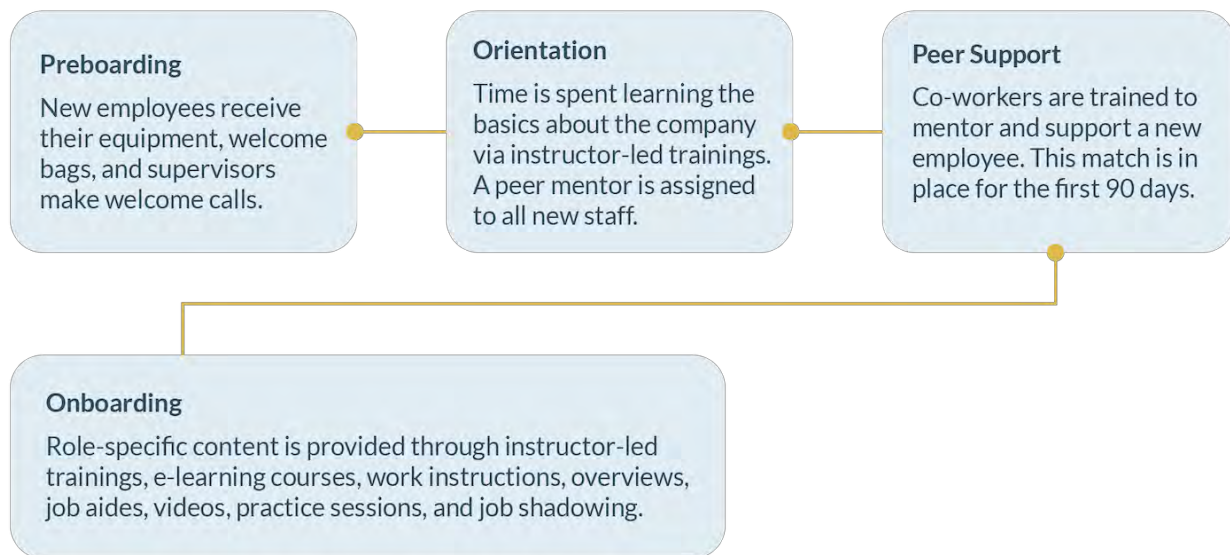 Preboarding
New employees receive
their equipment, welcome
bags, and supervisors
make welcome calls.
Orientation
Time is spent learning the
basics about the company
via instructor-led trainings.
A peer mentor is assigned
to all new staff.
Peer Support
Co-workers are trained to
mentor and support a new
employee. This match is in
place for the first 90 days.
Onboarding
Role-specific content is provided through instructor-led
trainings, e-learning courses, work instructions, overviews,
job aides, videos, practice sessions, and job shadowing.